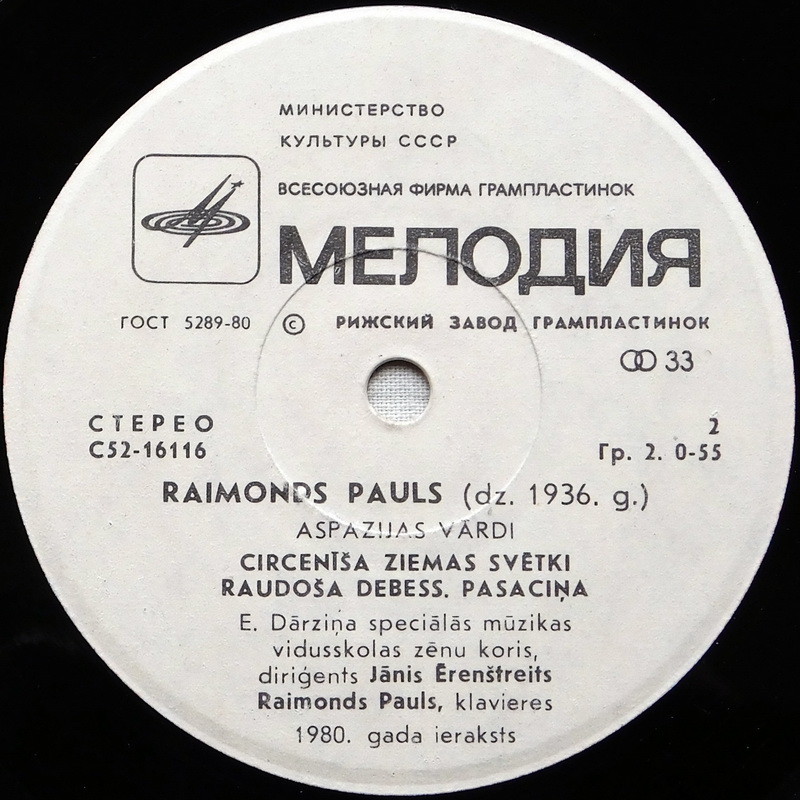 МИНИСТЕРСТВО
КУЛЬТУРЫ СССР
ВСЕСОЮЗНАЯ ФИРМА ГРАМПЛАСТИНОК
МЕЛОДИЯ
ГОСТ 5289-80 © РИЖСКИЙ ЗАВОД ГРАМПЛАСТИНОК
33
СТЕРЕО 2
С52-16116 Гр. 2. 0-55
RAIMONDS PAULS (dz. 1936. g.)
ASPAZIJAS VĀRDI
CIRCENĪŠA ZIEMAS SVĒTKI
RAUDOŠA DEBESS. PASACIŅA
E. Dārziņa speciālās mūzikas
vidusskolas zēnu koris,
diriģents Jānis Ērenštreits
Raimonds Pauls, klavieres
1980. gada ieraksts